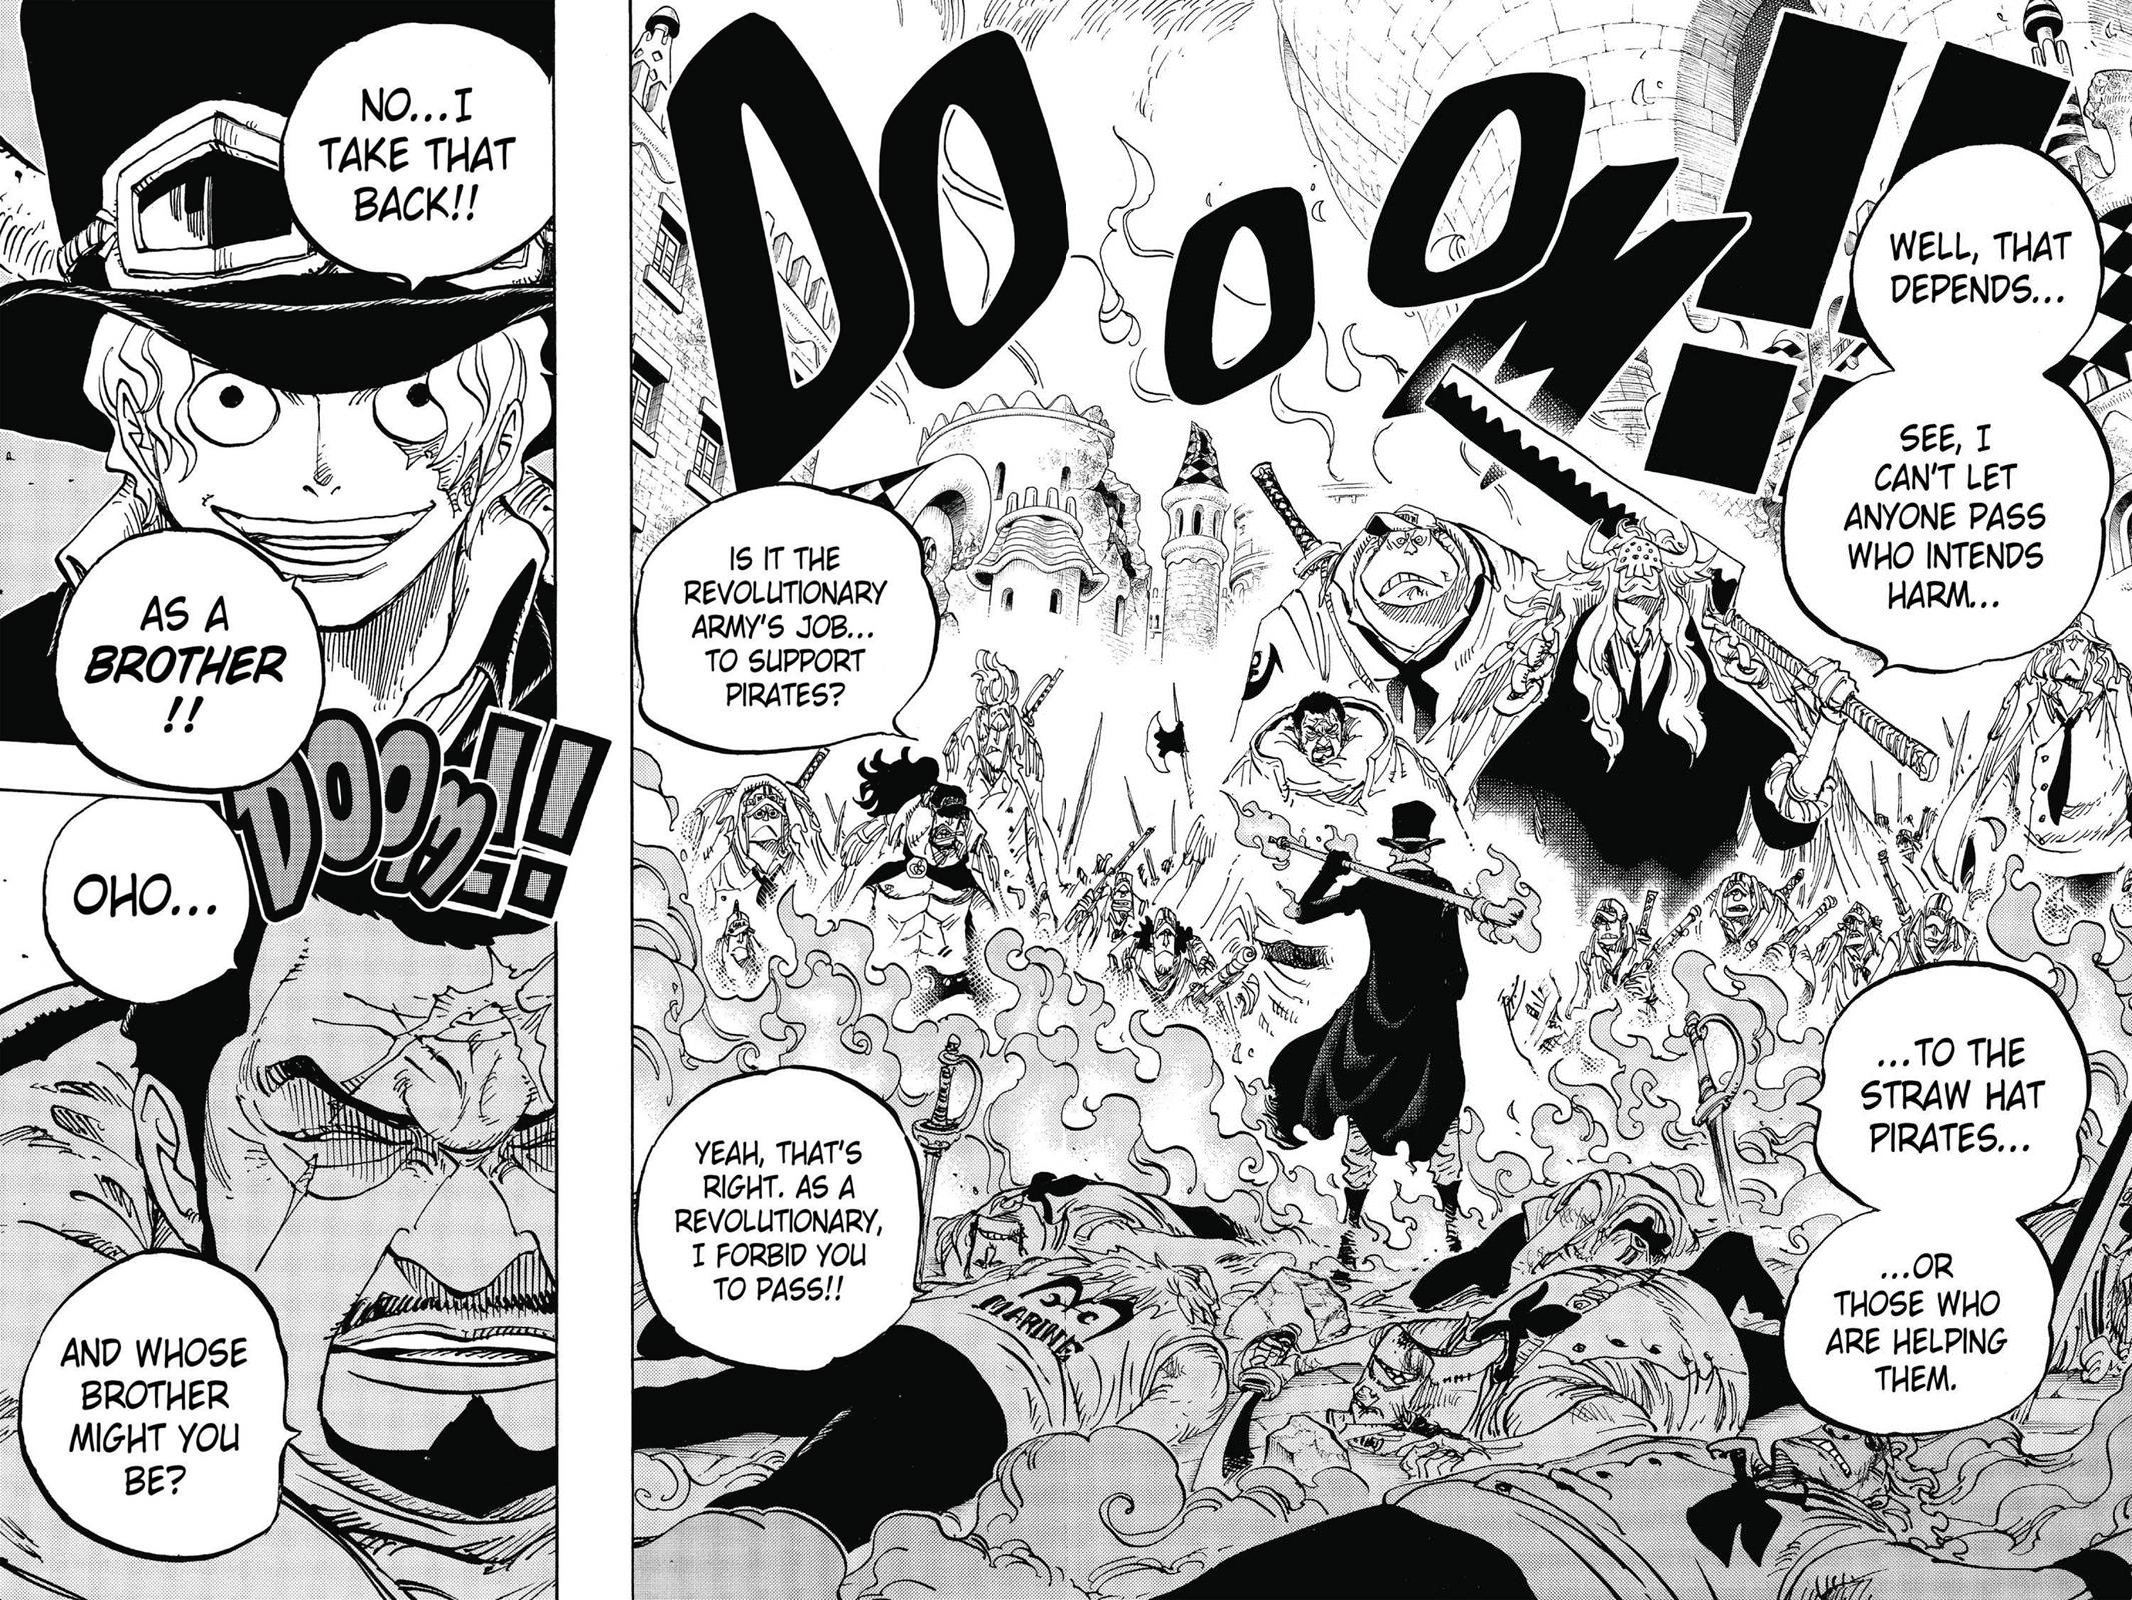 DOOOOM!!
WELL, THAT
DEPENDS...
SEE, I
CAN'T LET
ANYONE PASS
WHO INTENDS
HARM...
...TO THE
STRAW HAT
PIRATES...
...OR
THOSE WHO
ARE HELPING
THEM.
IS IT THE
REVOLUTIONARY
ARMY'S JOB...
TO SUPPORT
PIRATES?
YEAH, THAT'S
RIGHT. AS A
REVOLUTIONARY,
I FORBID YOU
TO PASS!!
MARINE
NO...I
TAKE THAT
BACK!!
AS A
BROTHER
!!
DOOM!!
OHO...
AND WHOSE
BROTHER
MIGHT YOU
BE?